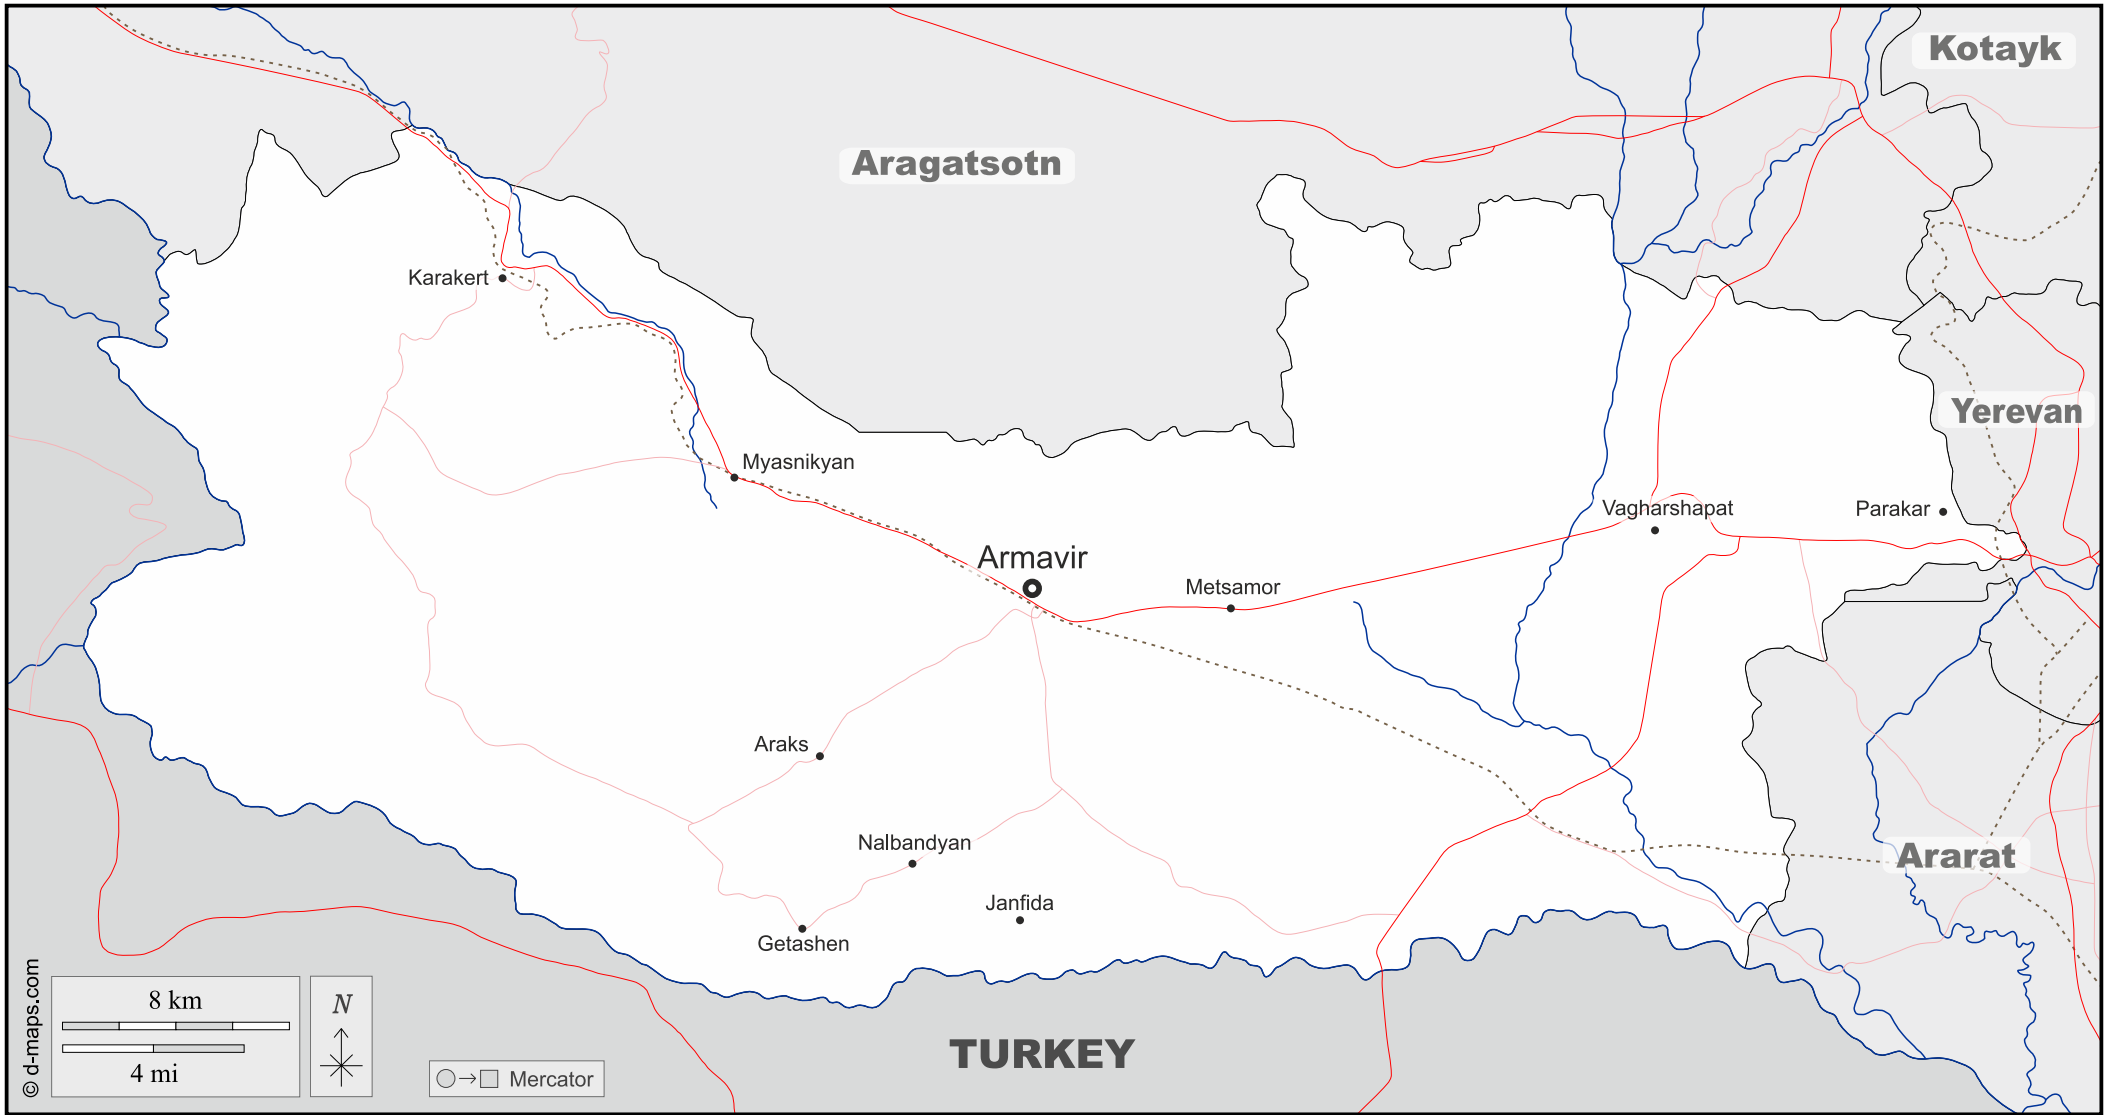 Kotayk
Aragatsotn
Karakert
Yerevan
Myasnikyan
Vagharshapat
Parakar
Armavir
Metsamor
Araks
Nalbandyan
Ararat
Janfida
Getashen
TURKEY
© d-maps.com
8 km
4 mi
N
Mercator